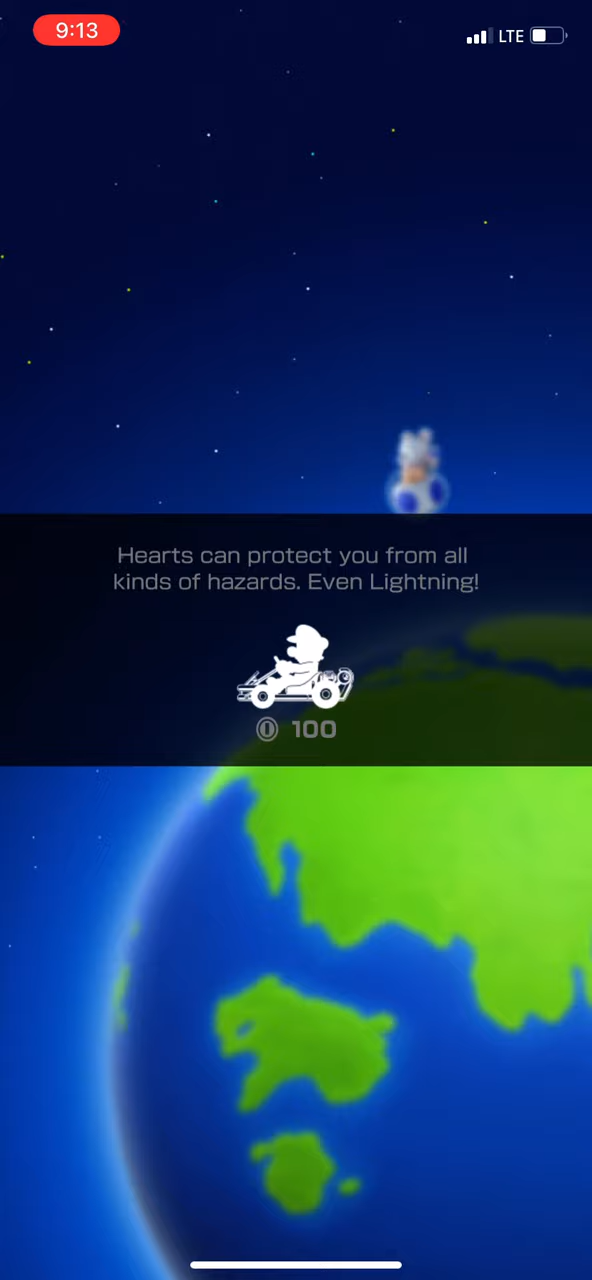 9:13
LTE
Hearts can protect you from all
kinds of hazards. Even Lightning!
100